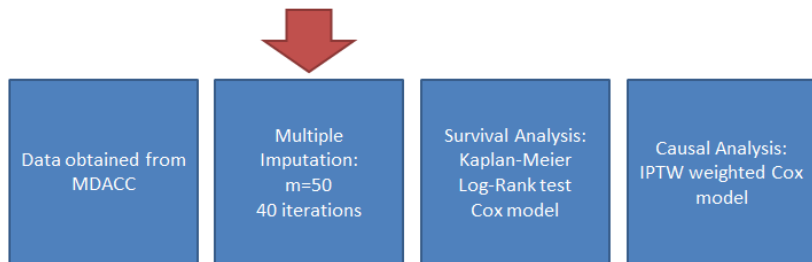 Data obtained from
MDACC
Multiple
Imputation:
m=50
40 iterations
Survival Analysis:
Kaplan-Meier
Log-Rank test
Cox model
Causal Analysis:
IPTW weighted Cox
model